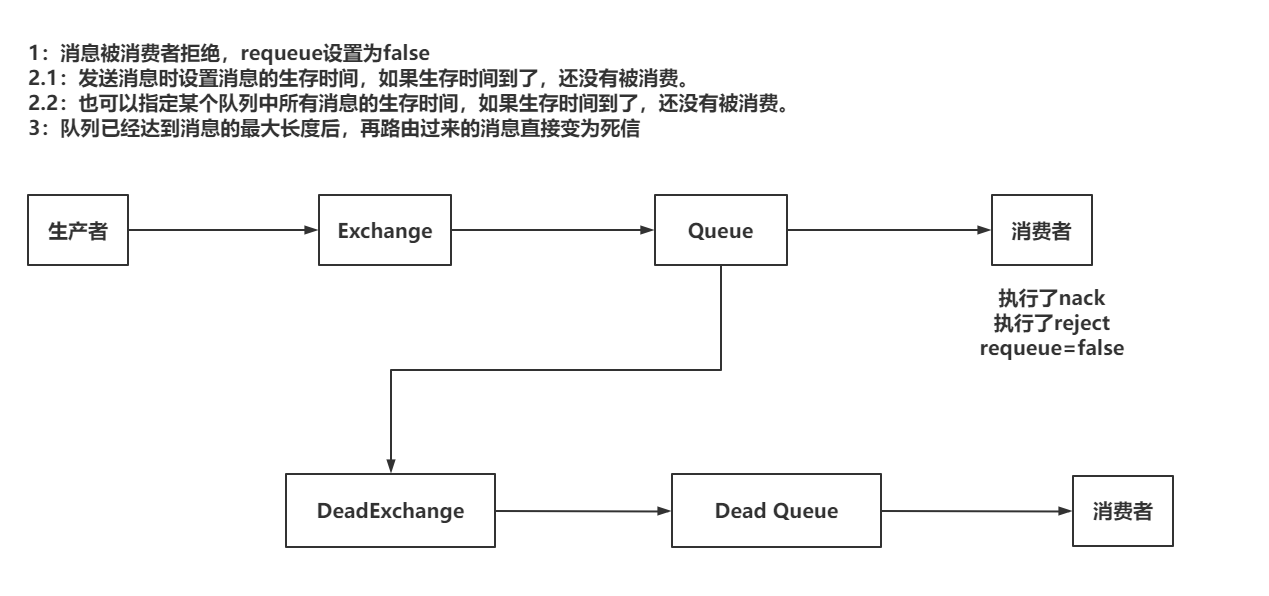 1：消息被消费者拒绝，requeue设置为false
2.1：发送消息时设置消息的生存时间，如果生存时间到了，还没有被消费。
2.2：也可以指定某个队列中所有消息的生存时间，如果生存时间到了，还没有被消费。
3：队列已经达到消息的最大长度后，再路由过来的消息直接变为死信
生产者
Exchange
Queue
消费者
执行了nack
执行了reject
requeue=false
DeadExchange
Dead Queue
消费者